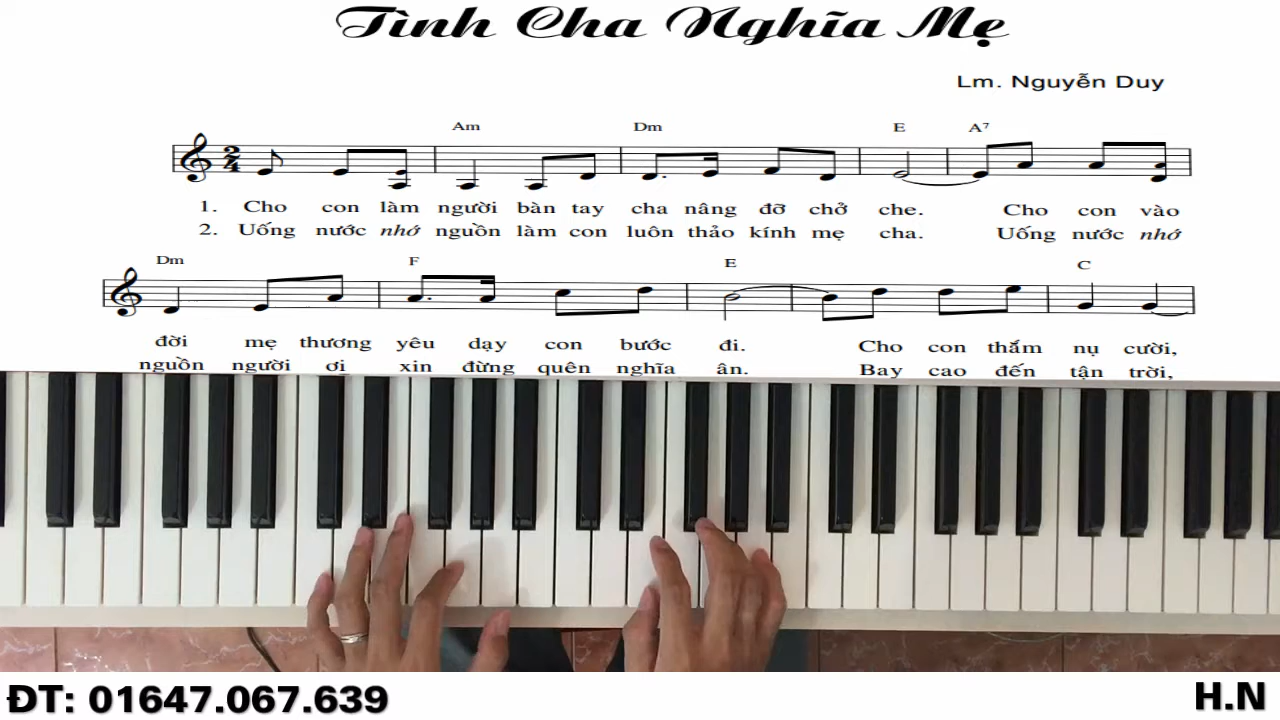 Tình Cha Nghĩa Mẹ
Lm. Nguyễn Duy
Am Dm E A7
2/4
1. Cho con làm người bàn tay cha nâng đỡ chở che. Cho con vào
2. Uống nước nhớ nguồn làm con luôn thảo kính mẹ cha. Uống nước nhớ
Dm F E C
đời mẹ thương yêu dạy con bước đi. Cho con thắm nụ cười,
nguồn người ơi xin đừng quên nghĩa ân. Bay cao đến tận trời,
ĐT: 01647.067.639
H.N